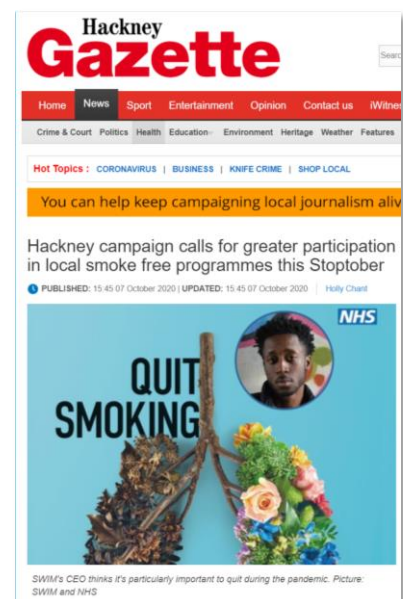 Hackney
Gazette
Searc
Home News Sport Entertainment Opinion Contact us iWitnes
Crime & Court Politics Health Education Environment Heritage Weather Features
Hot Topics : CORONAVIRUS | BUSINESS | KNIFE CRIME | SHOP LOCAL
You can help keep campaigning local journalism aliv
Hackney campaign calls for greater participation
in local smoke free programmes this Stoptober
PUBLISHED: 15:45 07 October 2020 | UPDATED: 15:45 07 October 2020 Holly Chant
NHS
QUIT
SMOKING
SWIM's CEO thinks it's particularly important to quit during the pandemic. Picture:
SWIM and NHS